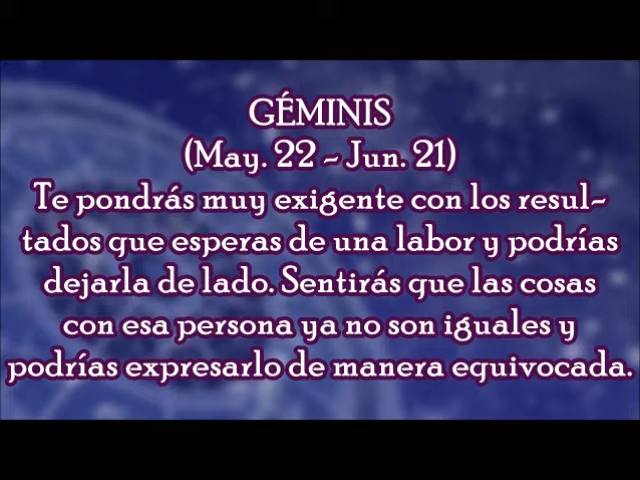 GÉMINIS
(May. 22 - Jun. 21)
Te pondrás muy exigente con los resul-
tados que esperas de una labor y podrías
dejarla de lado. Sentirás que las cosas
con esa persona ya no son iguales y
podrías expresarlo de manera equivocada.